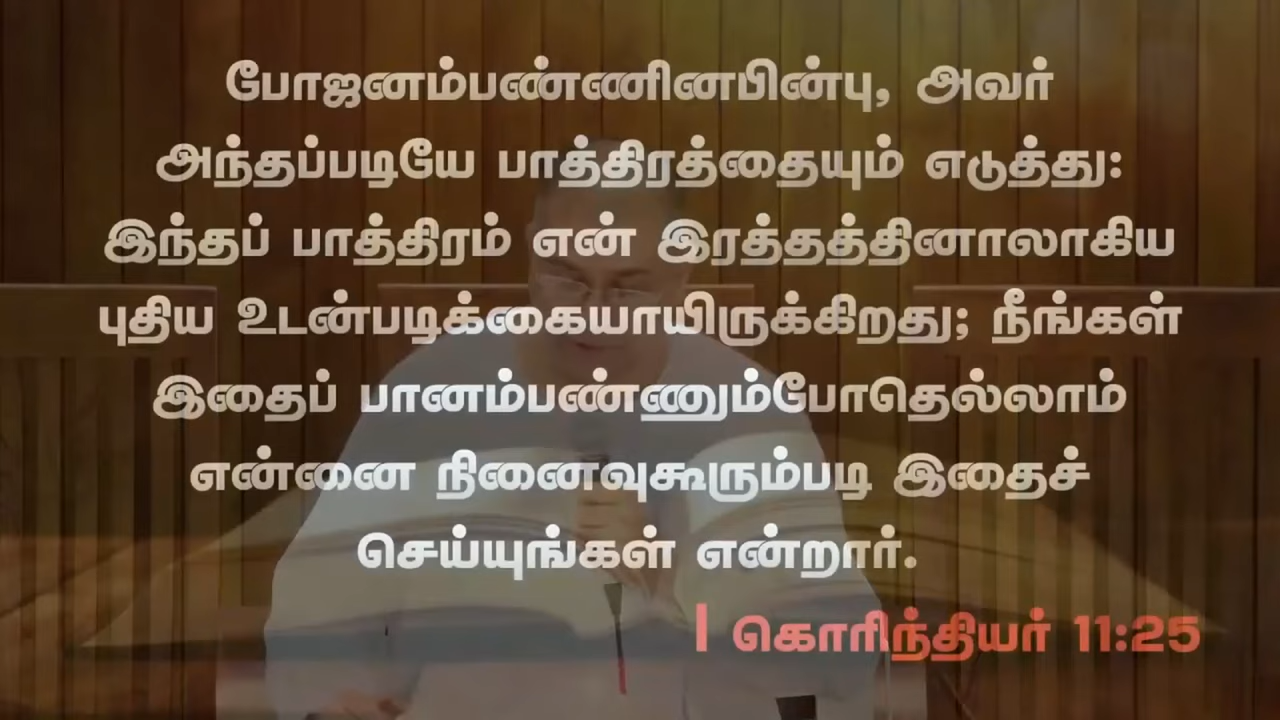 போஜனம்பண்ணினபின்பு, அவர்
அந்தப்படியே பாத்திரத்தையும் எடுத்து:
இந்தப் பாத்திரம் என் இரத்தத்தினாலாகிய
புதிய உடன்படிக்கையாயிருக்கிறது; நீங்கள்
இதைப் பானம்பண்ணும்போதெல்லாம்
என்னை நினைவுகூரும்படி இதைச்
செய்யுங்கள் என்றார்.
I கொரிந்தியர் 11:25